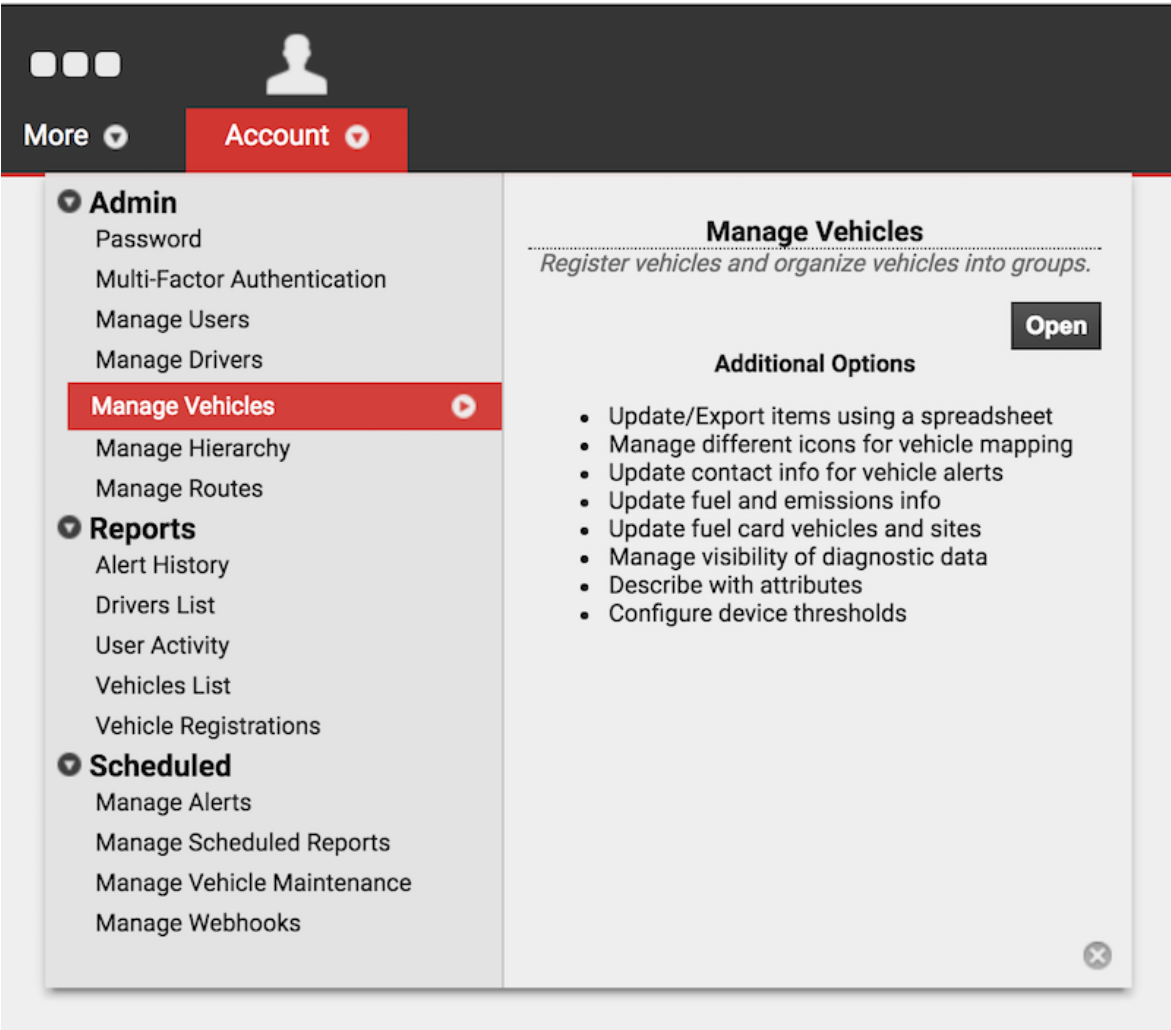 More
Account
Admin
Password
Multi-Factor Authentication
Manage Users
Manage Drivers
Manage Vehicles
Manage Hierarchy
Manage Routes
Reports
Alert History
Drivers List
User Activity
Vehicles List
Vehicle Registrations
Scheduled
Manage Alerts
Manage Scheduled Reports
Manage Vehicle Maintenance
Manage Webhooks
Manage Vehicles
Register vehicles and organize vehicles into groups.
Open
Additional Options
• Update/Export items using a spreadsheet
• Manage different icons for vehicle mapping
• Update contact info for vehicle alerts
• Update fuel and emissions info
• Update fuel card vehicles and sites
• Manage visibility of diagnostic data
• Describe with attributes
• Configure device thresholds